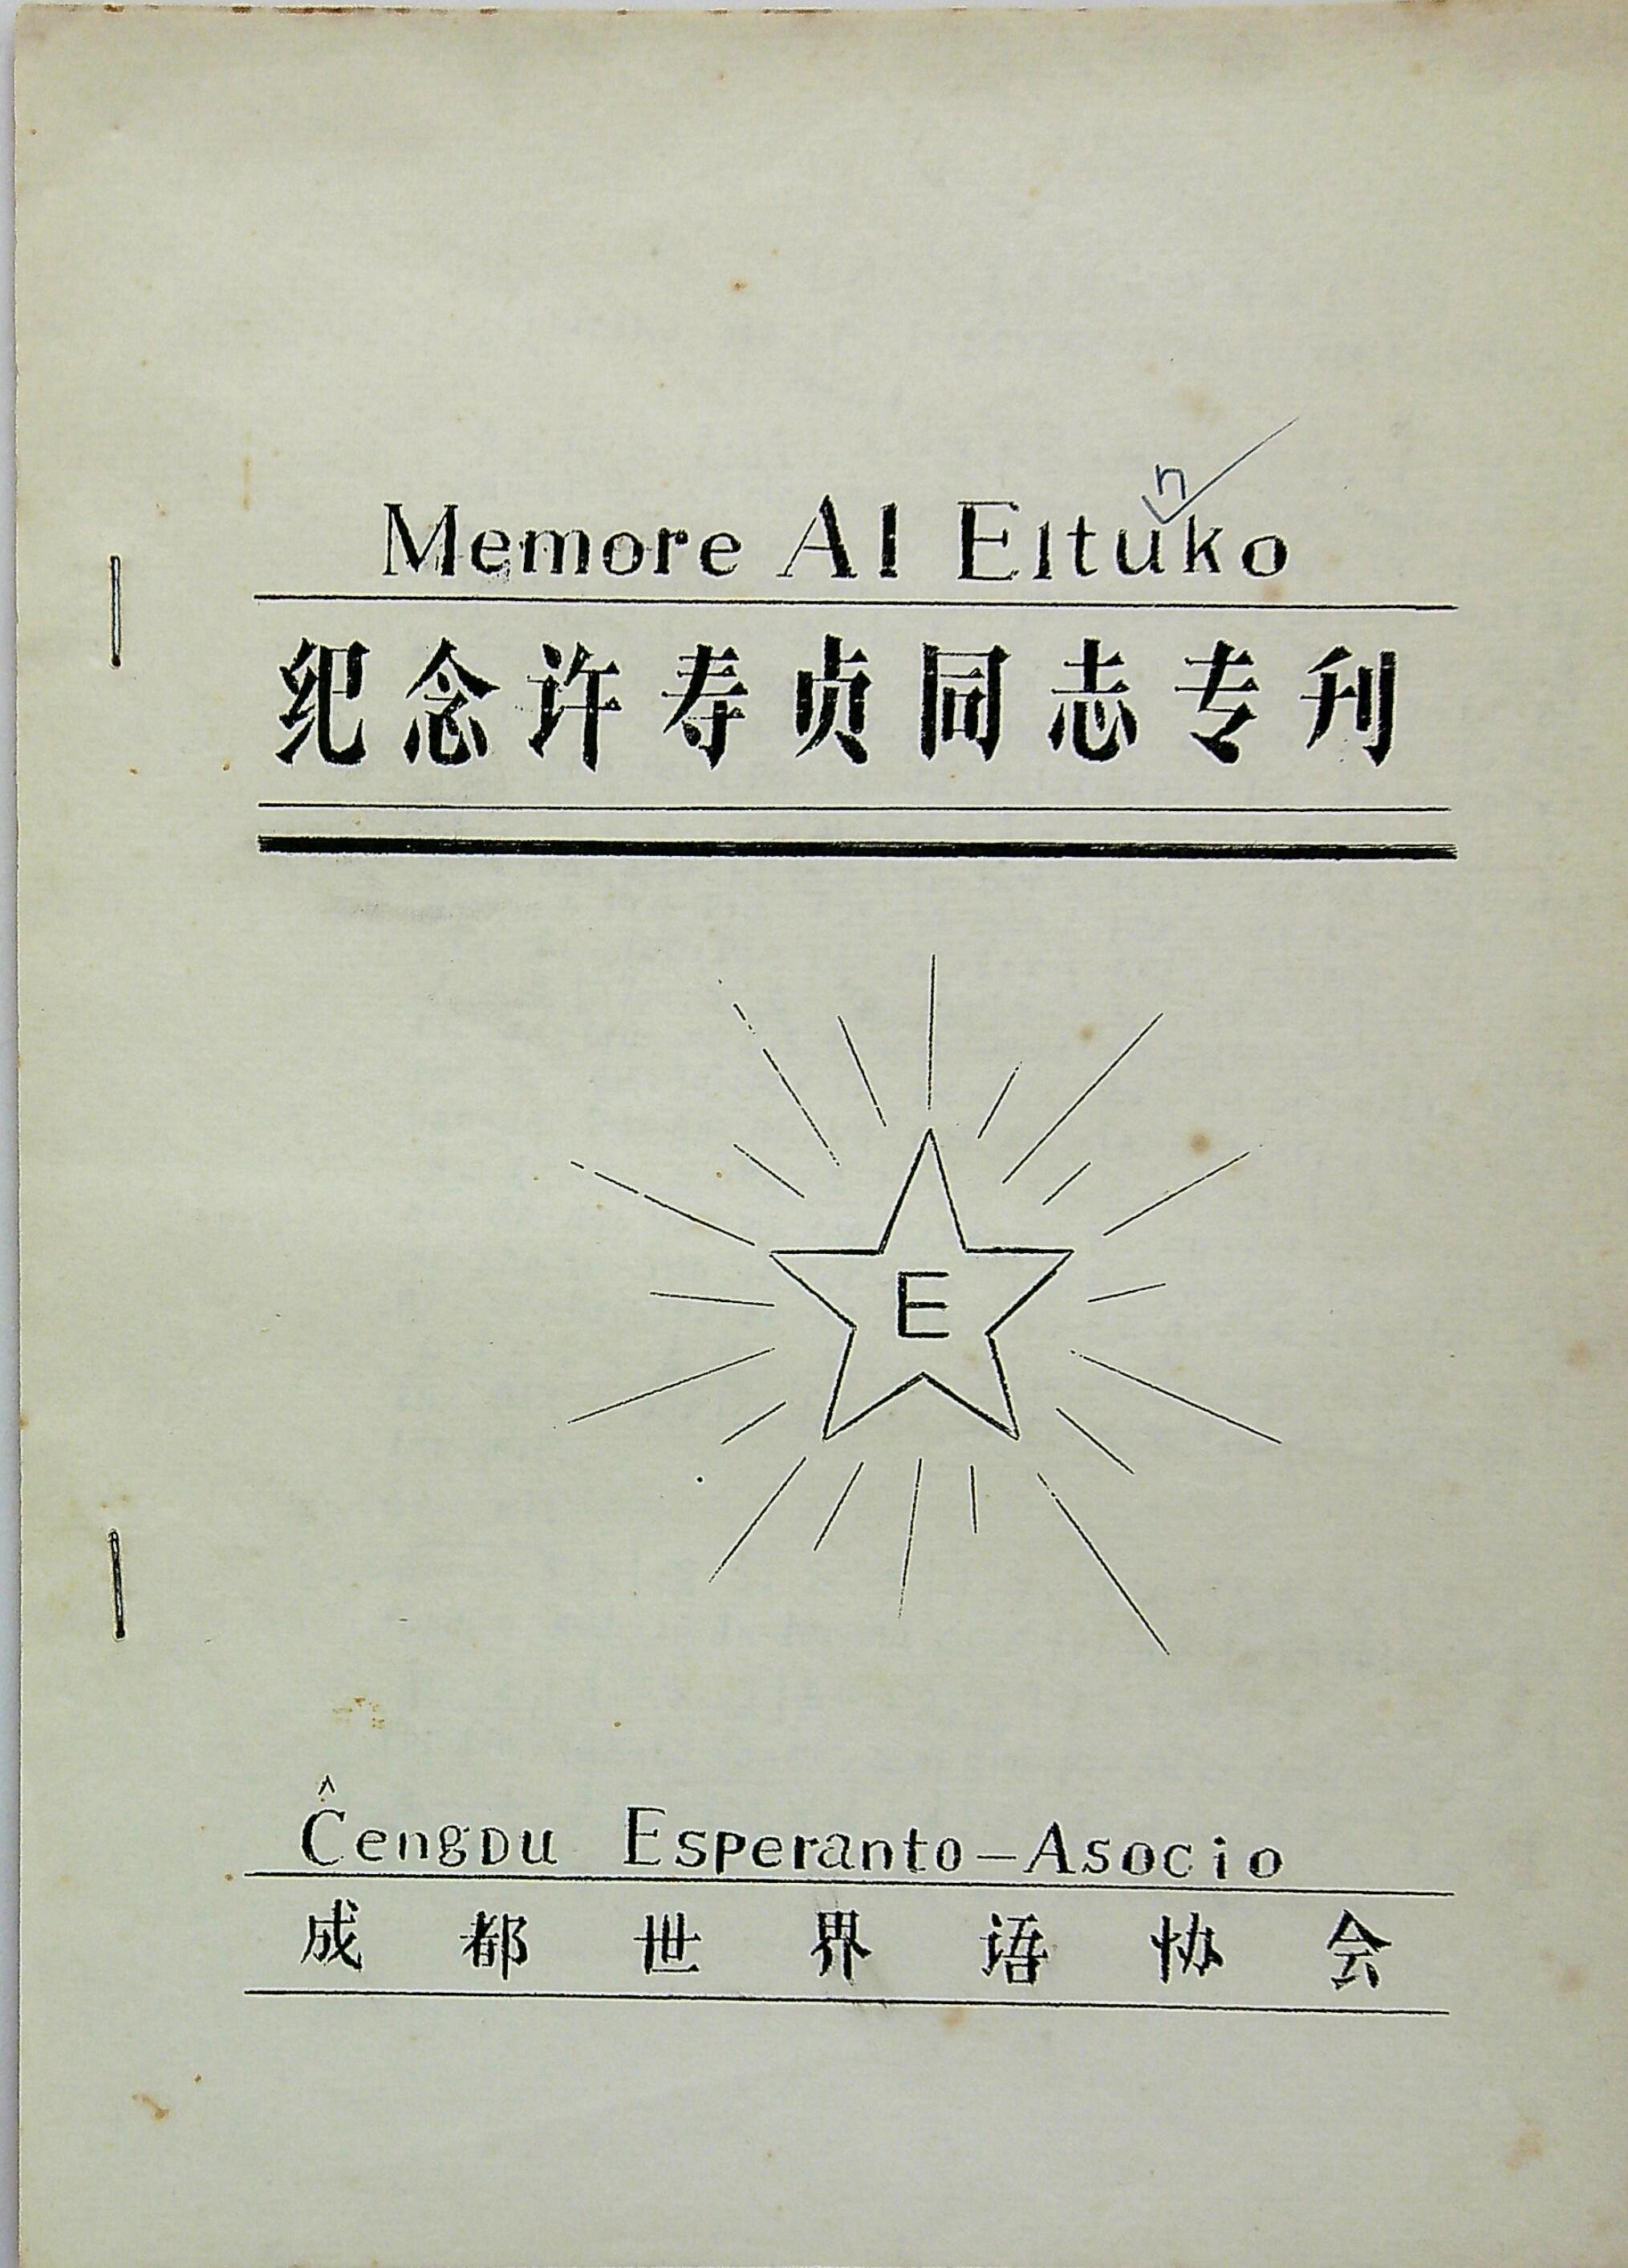 n
Memore Al Eltuko
纪念许寿贞同志专刊
E
Ĉengdu Esperanto-Asocio
成都世界语协会